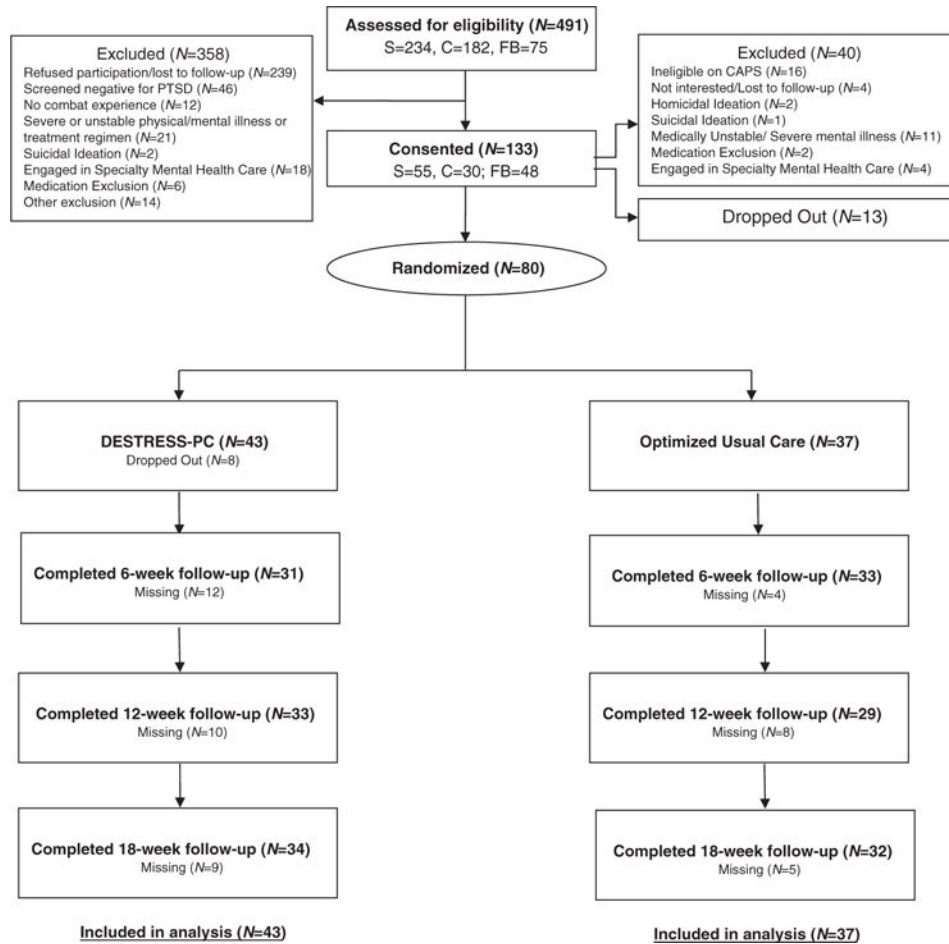 Assessed for eligibility (N=491)
S=234, C=182, FB=75
Excluded (N=358)
Refused participation/lost to follow-up (N=239)
Screened negative for PTSD (N=46)
No combat experience (N=12)
Severe or unstable physical/mental illness or
treatment regimen (N=21)
Suicidal Ideation (N=2)
Engaged in Specialty Mental Health Care (N=18)
Medication Exclusion (N=6)
Other exclusion (N=14)
Excluded (N=40)
Ineligible on CAPS (N=16)
Not interested/Lost to follow-up (N=4)
Homicidal Ideation (N=2)
Suicidal Ideation (N=1)
Medically Unstable/ Severe mental illness (N=11)
Medication Exclusion (N=2)
Engaged in Specialty Mental Health Care (N=4)
Consented (N=133)
S=55, C=30; FB=48
Dropped Out (N=13)
Randomized (N=80)
DESTRESS-PC (N=43)
Dropped Out (N=8)
Completed 6-week follow-up (N=31)
Missing (N=12)
Completed 12-week follow-up (N=33)
Missing (N=10)
Completed 18-week follow-up (N=34)
Missing (N=9)
Included in analysis (N=43)
Optimized Usual Care (N=37)
Completed 6-week follow-up (N=33)
Missing (N=4)
Completed 12-week follow-up (N=29)
Missing (N=8)
Completed 18-week follow-up (N=32)
Missing (N=5)
Included in analysis (N=37)